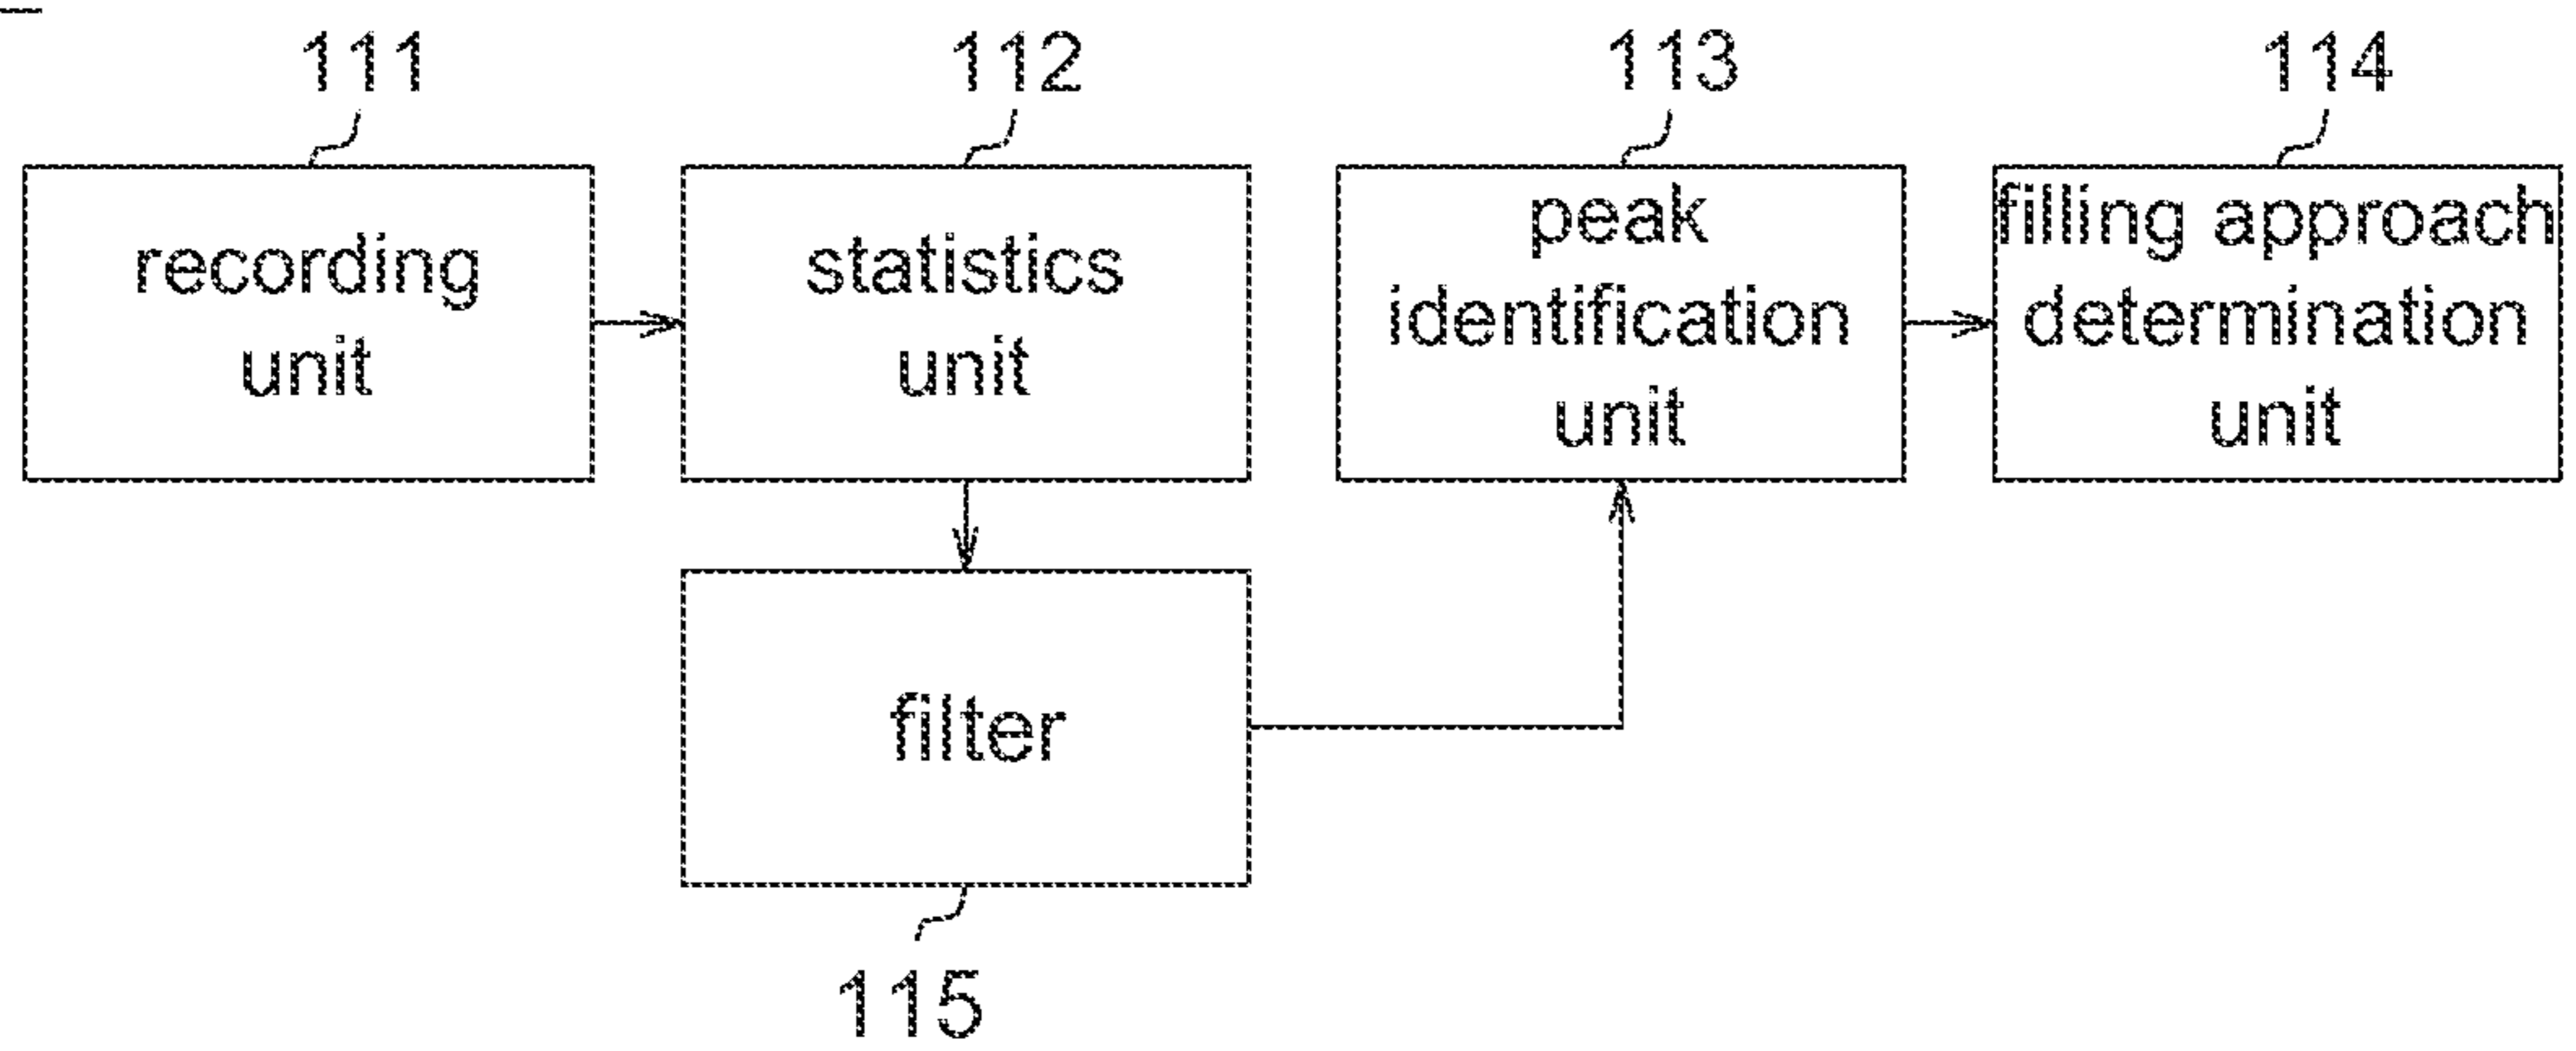 111
112
113
114
recording
unit
statistics
unit
peak
identification
unit
filling approach
determination
unit
filter
115